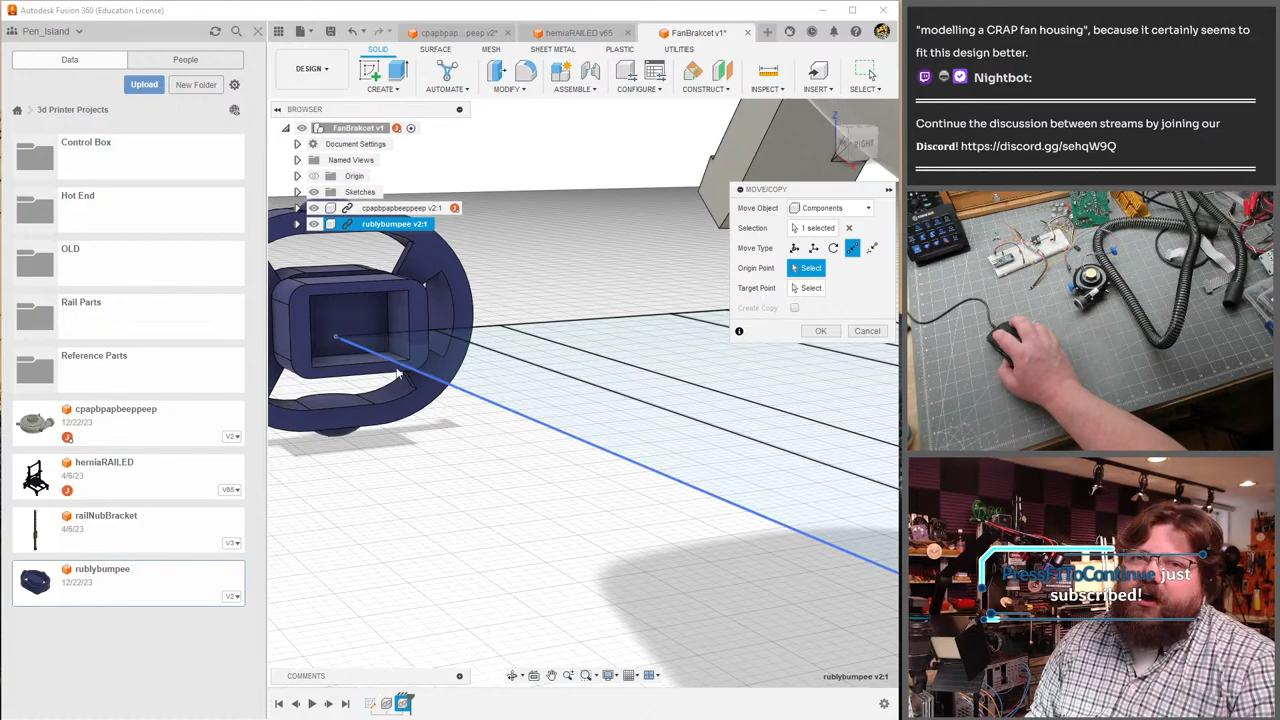 Autodesk Fusion 360 (Education License)
Pen_Island
cpapbpap...peep v2*
herniaRAILED v65
FanBrakcet v1*
Data
People
Upload
New Folder
3d Printer Projects
Control Box
Hot End
OLD
Rail Parts
Reference Parts
cpapbpapbeeppeep
12/22/23
V2
herniaRAILED
4/6/23
V65
railNubBracket
4/6/23
V3
rublybumpee
12/22/23
V2
DESIGN
SOLID
SURFACE
MESH
SHEET METAL
PLASTIC
UTILITIES
CREATE
AUTOMATE
MODIFY
ASSEMBLE
CONFIGURE
CONSTRUCT
INSPECT
INSERT
SELECT
BROWSER
FanBrakcet v1
Document Settings
Named Views
Origin
Sketches
cpapbpapbeeppeep v2:1
rublybumpee v2:1
Z
RIGHT
MOVE/COPY
Move Object
Components
Selection
1 selected
Move Type
Origin Point
Select
Target Point
Select
Create Copy
OK
Cancel
COMMENTS
rublybumpee v2:1
"modelling a CRAP fan housing", because it certainly seems to
fit this design better.
Nightbot:
Continue the discussion between streams by joining our
Discord! https://discord.gg/sehqW9Q
PressF1ToContinue just
subscribed!